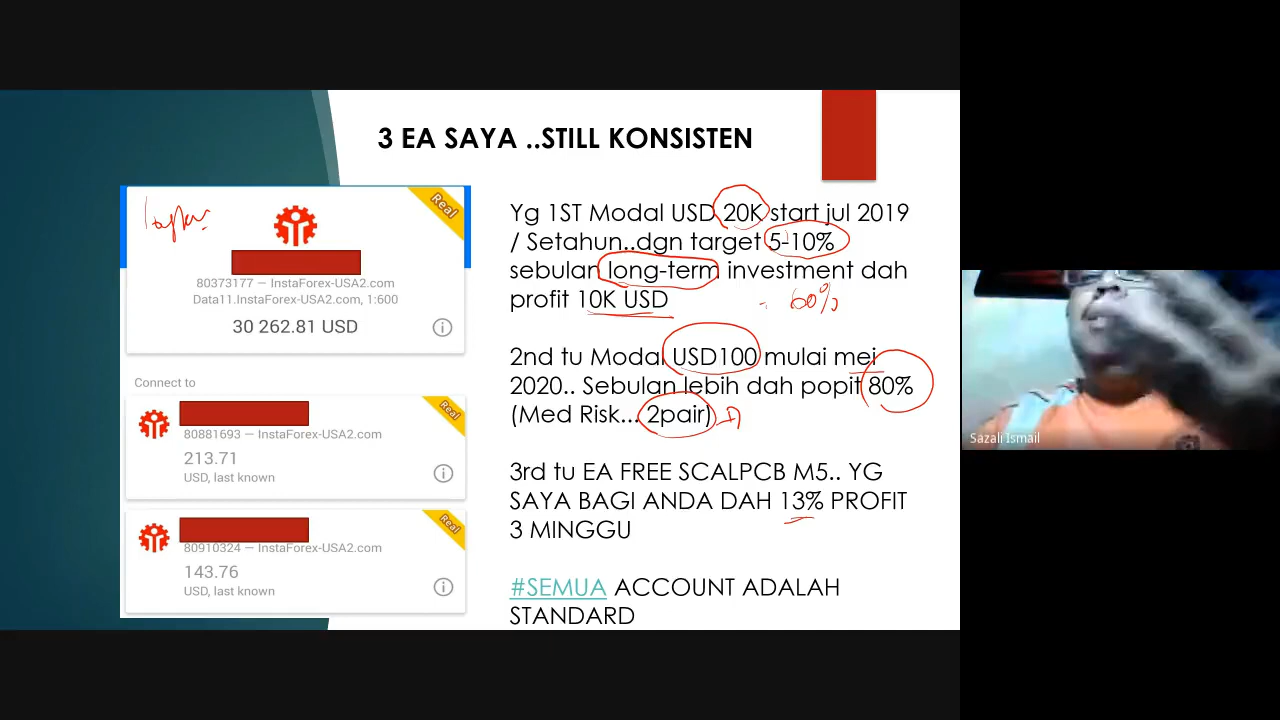 3 EA SAYA ..STILL KONSISTEN
Real
80373177 — InstaForex-USA2.com
Data11.InstaForex-USA2.com, 1:600
30 262.81 USD
Connect to
Real
80881693 — InstaForex-USA2.com
213.71
USD, last known
Real
80910324 — InstaForex-USA2.com
143.76
USD, last known
Yg 1ST Modal USD 20K start jul 2019
/ Setahun..dgn target 5-10%
sebulan long-term investment dah
profit 10K USD
60%
2nd tu Modal USD100 mulai mei
2020.. Sebulan lebih dah popit 80%
(Med Risk... 2pair)
3rd tu EA FREE SCALPCB M5.. YG
SAYA BAGI ANDA DAH 13% PROFIT
3 MINGGU
#SEMUA ACCOUNT ADALAH
STANDARD
Sazali Ismail